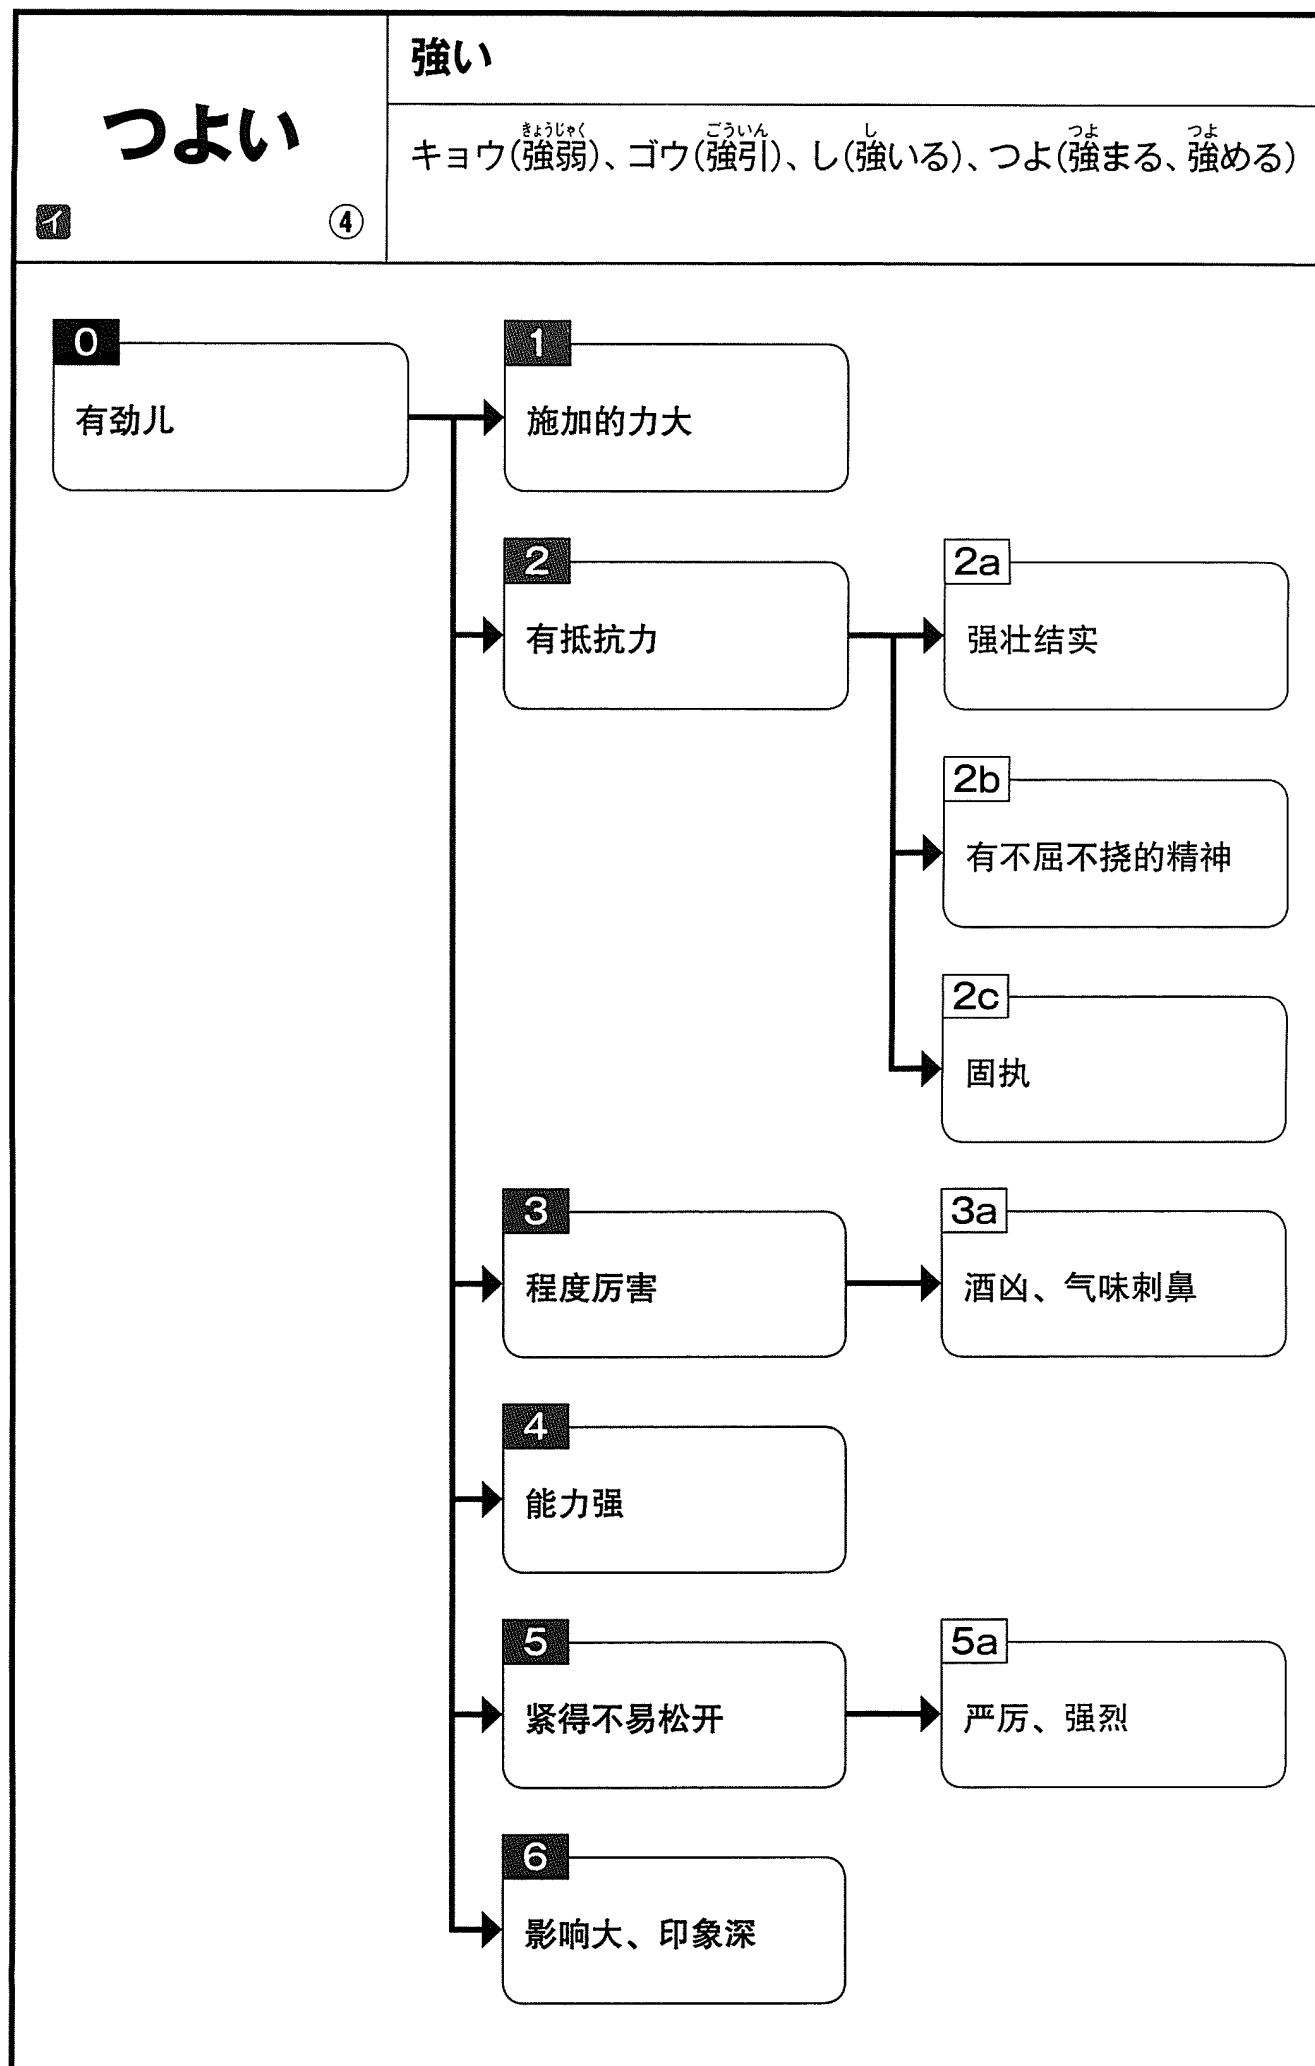 つよい
イ
④
強い
きょうじゃく ごういん し つよ つよ
キョウ(強弱)、ゴウ(強引)、し(強いる)、つよ(強まる、強める)
0
有劲儿
1
施加的力大
2
有抵抗力
2a
强壮结实
2b
有不屈不挠的精神
2c
固执
3
程度厉害
3a
酒凶、气味刺鼻
4
能力强
5
紧得不易松开
5a
严厉、强烈
6
影响大、印象深